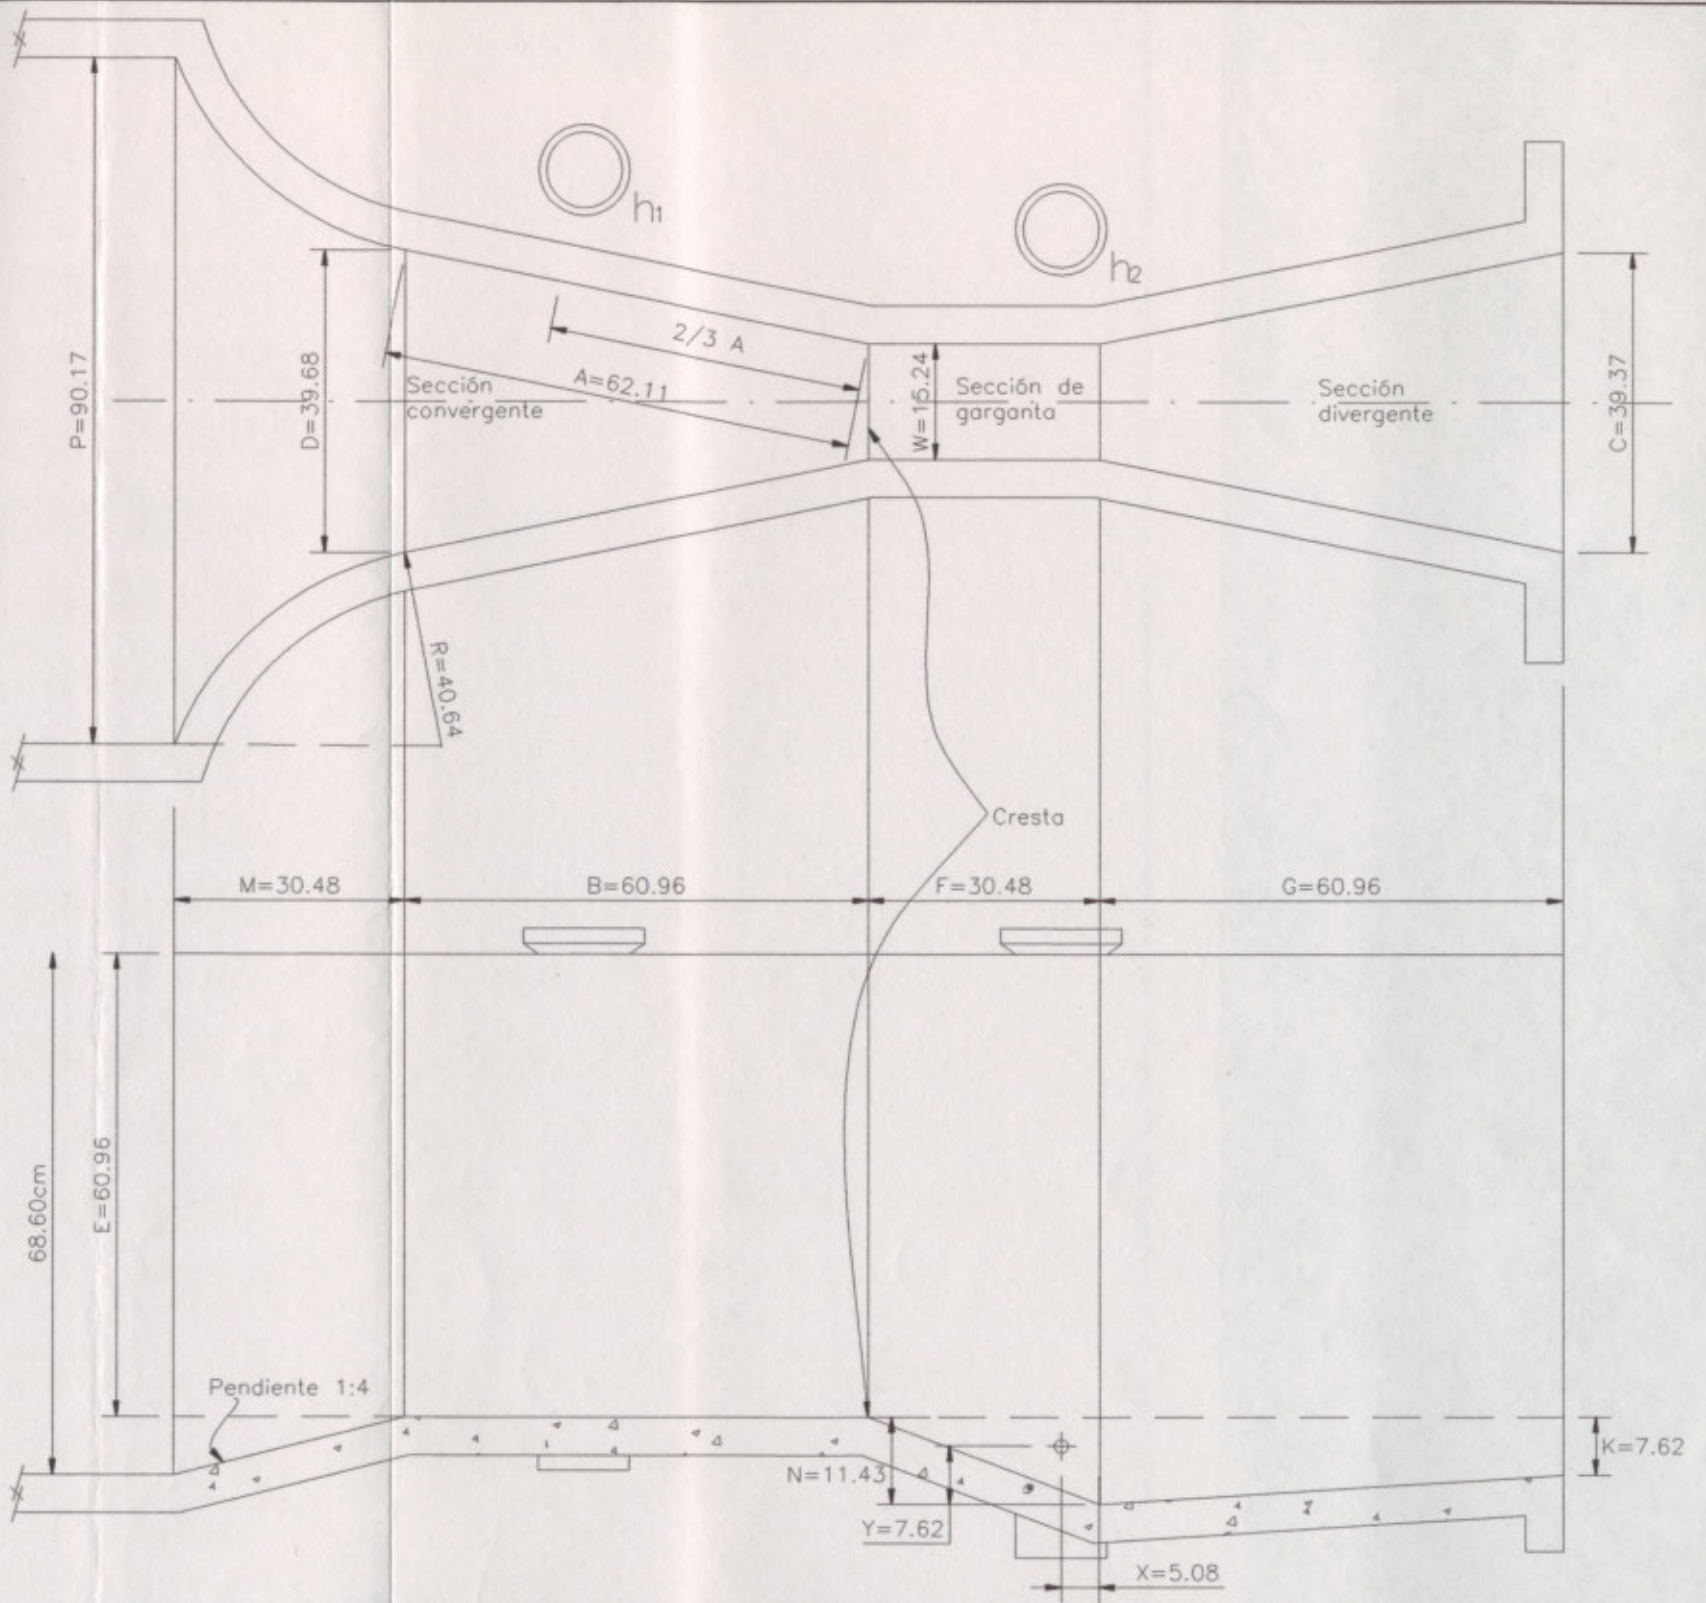 h1
h2
P=90.17
D=39.68
2/3 A
A=62.11
Sección
convergente
W=15.24
Sección de
garganta
Sección
divergente
C=39.37
R=40.64
Cresta
M=30.48
B=60.96
F=30.48
G=60.96
68.60cm
E=60.96
Pendiente 1:4
N=11.43
Y=7.62
K=7.62
X=5.08